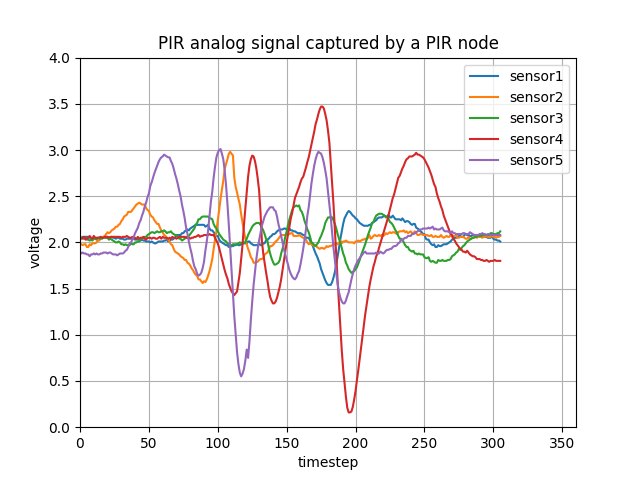 PIR analog signal captured by a PIR node
4.0
3.5
3.0
2.5
2.0
1.5
1.0
0.5
0.0
voltage
sensor1
sensor2
sensor3
sensor4
sensor5
0 50 100 150 200 250 300 350
timestep